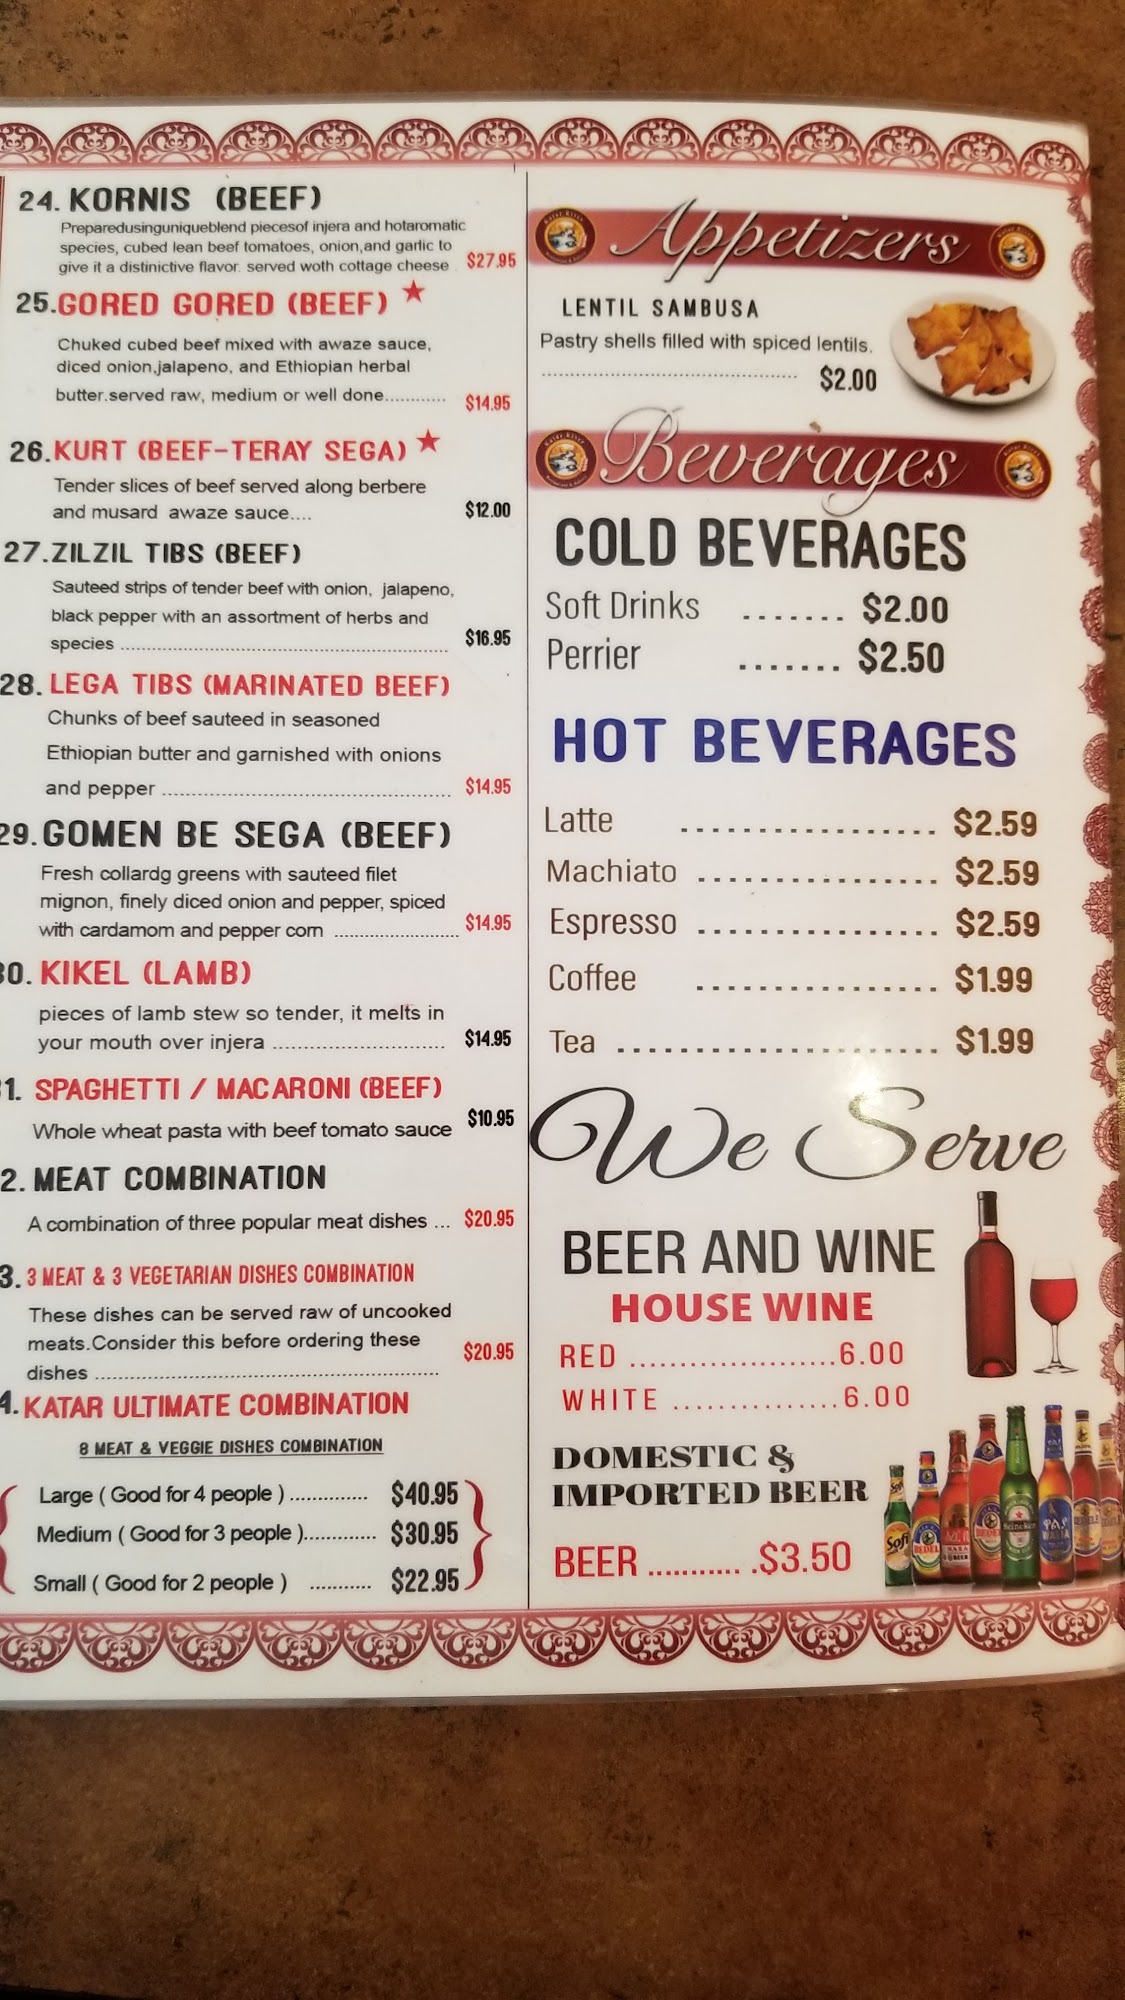 24. KORNIS (BEEF)
Preparedusinguniqueblend piecesof injera and hotaromatic
species, cubed lean beef tomatoes, onion,and garlic to
give it a distinictive flavor. served woth cottage cheese . $27.95
25.GORED GORED (BEEF) ★
Chuked cubed beef mixed with awaze sauce,
diced onion,jalapeno, and Ethiopian herbal
butter.served raw, medium or well done............ $14.95
26.KURT (BEEF-TERAY SEGA) ★
Tender slices of beef served along berbere
and musard awaze sauce.... $12.00
27.ZILZIL TIBS (BEEF)
Sauteed strips of tender beef with onion, jalapeno,
black pepper with an assortment of herbs and
species ........ $16.95
28. LEGA TIBS (MARINATED BEEF)
Chunks of beef sauteed in seasoned
Ethiopian butter and garnished with onions
and pepper ........ $14.95
29.GOMEN BE SEGA (BEEF)
Fresh collardg greens with sauteed filet
mignon, finely diced onion and pepper, spiced
with cardamom and pepper corn ........ $14.95
30. KIKEL (LAMB)
pieces of lamb stew so tender, it melts in
your mouth over injera ........ $14.95
1. SPAGHETTI / MACARONI (BEEF)
Whole wheat pasta with beef tomato sauce $10.95
2. MEAT COMBINATION
A combination of three popular meat dishes ... $20.95
3. 3 MEAT & 3 VEGETARIAN DISHES COMBINATION
These dishes can be served raw of uncooked
meats.Consider this before ordering these
dishes ........ $20.95
4. KATAR ULTIMATE COMBINATION
8 MEAT & VEGGIE DISHES COMBINATION
Large ( Good for 4 people ) .............. $40.95
Medium ( Good for 3 people )............. $30.95
Small ( Good for 2 people ) ........... $22.95
Appetizers
LENTIL SAMBUSA
Pastry shells filled with spiced lentils.
........ $2.00
Beverages
COLD BEVERAGES
Soft Drinks ....... $2.00
Perrier ....... $2.50
HOT BEVERAGES
Latte ................. $2.59
Machiato ................ $2.59
Espresso ................ $2.59
Coffee ................ $1.99
Tea ...................... $1.99
We Serve
BEER AND WINE
HOUSE WINE
RED .....................6.00
WHITE ................6.00
DOMESTIC &
IMPORTED BEER
BEER ........... .$3.50
Sofi
Heineken